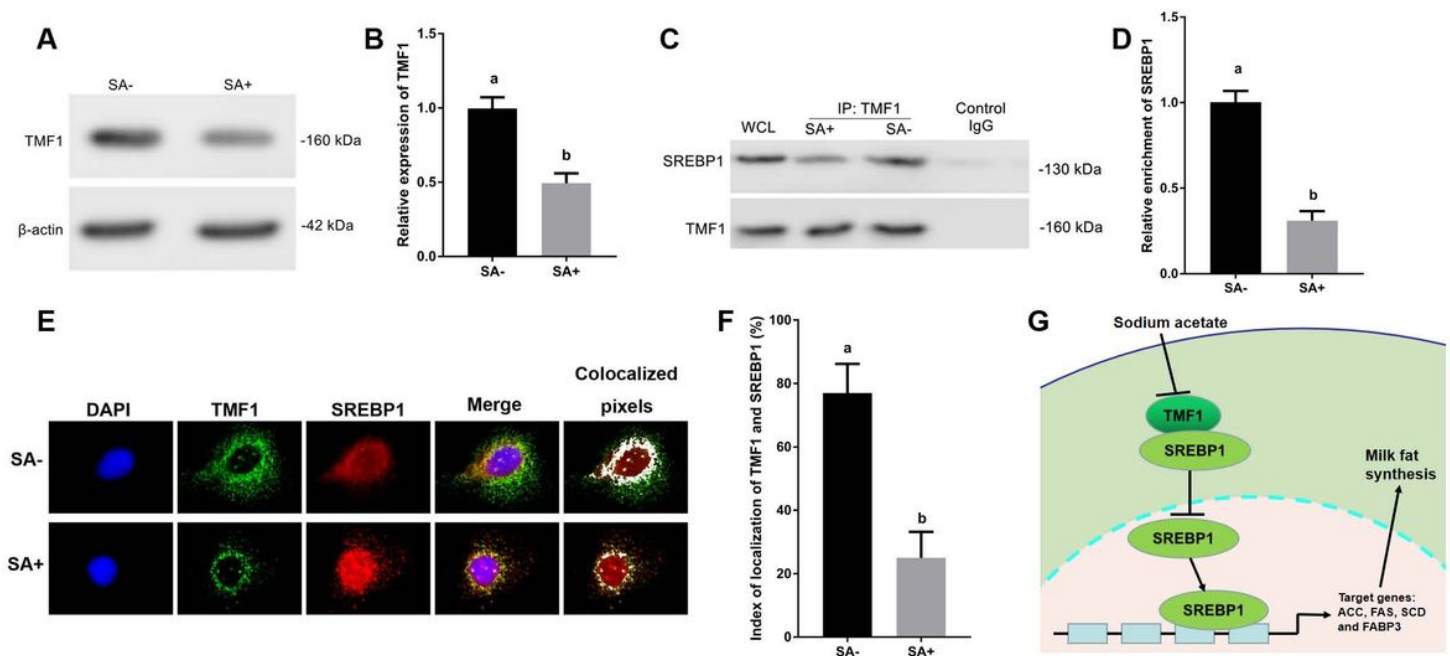 A
SA-
SA+
TMF1
-160 kDa
β-actin
-42 kDa
B
Relative expression of TMF1
1.5
1.0
0.5
0.0
a
b
SA-
SA+
C
IP: TMF1
Control
WCL
SA+
SA-
IgG
SREBP1
-130 kDa
TMF1
-160 kDa
D
Relative enrichment of SREBP1
1.5
1.0
0.5
0.0
a
b
SA-
SA+
E
Colocalized
DAPI
TMF1
SREBP1
Merge
pixels
SA-
SA+
F
Index of localization of TMF1 and SREBP1 (%)
100
80
60
40
20
0
a
b
SA-
SA+
G
Sodium acetate
TMF1
SREBP1
Milk fat
synthesis
SREBP1
SREBP1
Target genes:
ACC, FAS, SCD
and FABP3